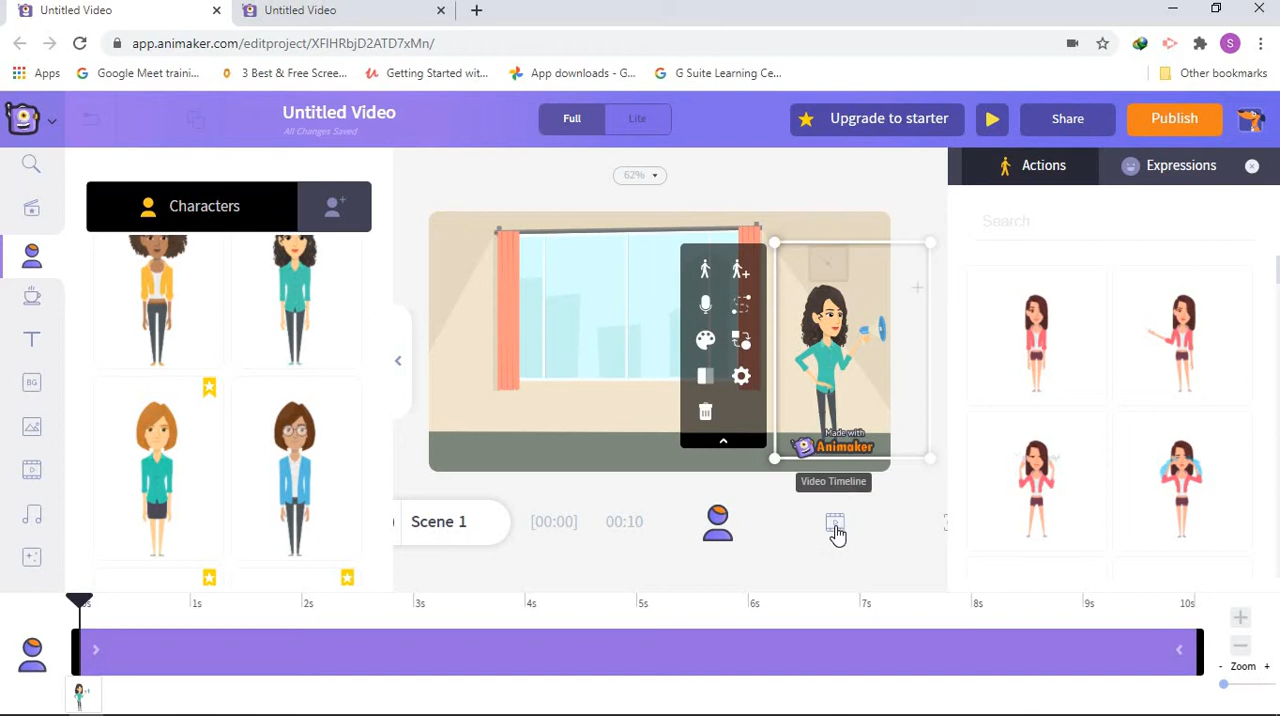 Untitled Video
Untitled Video
app.animaker.com/editproject/XFIHRbjD2ATD7xMn/
S
Apps
Google Meet traini...
3 Best & Free Scree...
Getting Started wit...
App downloads - G...
G Suite Learning Ce...
Other bookmarks
Untitled Video
All Changes Saved
Full
Lite
Upgrade to starter
Share
Publish
Characters
62%
Actions
Expressions
Search
T
BG
Made with
Animaker
Video Timeline
Scene 1
[00:00]
00:10
1s
2s
3s
4s
5s
6s
7s
8s
9s
10s
- Zoom +